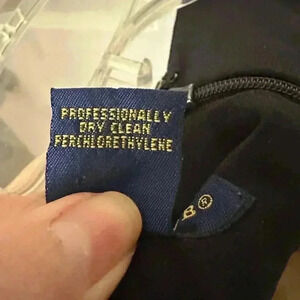 PROFESSIONALLY
DRY CLEAN
PERCHLORETHYLENE
B®